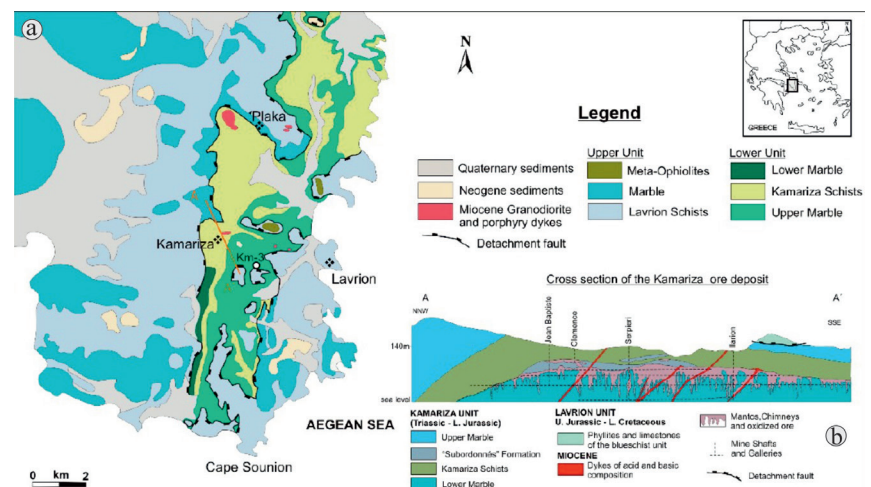 a
'Plaka
Kamariza
Km-3
Lavrion
AEGEAN SEA
Cape Sounion
0 km 2
N
GREECE
N
Legend
Quaternary sediments
Neogene sediments
Miocene Granodiorite
and porphyry dykes
Upper Unit
Meta-Ophiolites
Marble
Lavrion Schists
Lower Unit
Lower Marble
Kamariza Schists
Upper Marble
Detachment fault
Cross section of the Kamariza ore deposit
A
NNW
A´
SSE
Jean Baptiste
Clemence
Serpieri
Ilarion
140m
sea level
KAMARIZA UNIT
(Triassic - L. Jurassic)
Upper Marble
"Subordonnés" Formation
Kamariza Schists
Lower Marble
LAVRION UNIT
U. Jurassic - L. Cretaceous
Phyllites and limestones
of the blueschist unit
MIOCENE
Dykes of acid and basic
composition
Mantos, Chimneys
and oxidized ore
Mine Shafts
and Galleries
Detachment fault
b